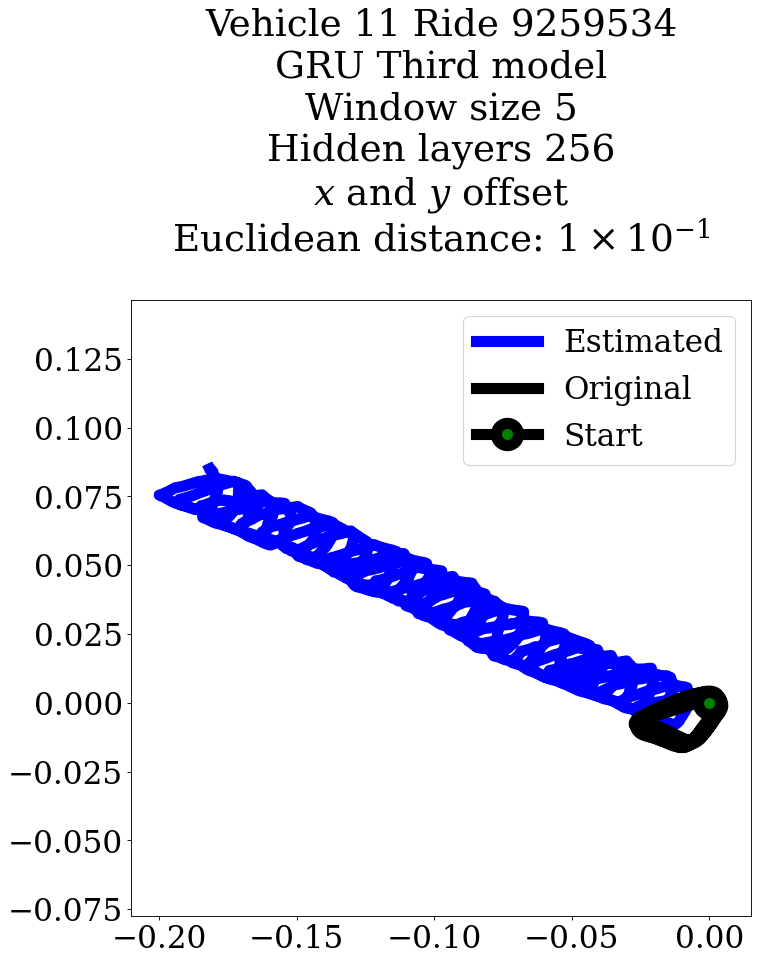 Vehicle 11 Ride 9259534
GRU Third model
Window size 5
Hidden layers 256
x and y offset
Euclidean distance: 1 × 10⁻¹
Estimated
Original
Start
0.125
0.100
0.075
0.050
0.025
0.000
−0.025
−0.050
−0.075
−0.20 −0.15 −0.10 −0.05 0.00